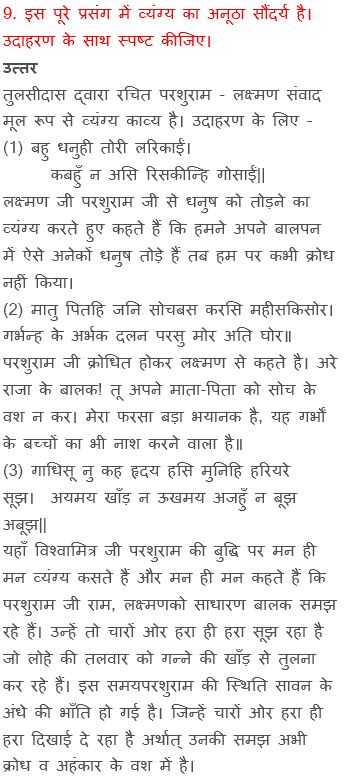 9. इस पूरे प्रसंग में व्यंग्य का अनूठा सौंदर्य है।
उदाहरण के साथ स्पष्ट कीजिए।
उत्तर
तुलसीदास द्वारा रचित परशुराम - लक्ष्मण संवाद
मूल रूप से व्यंग्य काव्य है। उदाहरण के लिए -
(1) बहु धनुही तोरी लरिकाईं।
कबहुँ न असि रिसकीन्हि गोसाईं||
लक्ष्मण जी परशुराम जी से धनुष को तोड़ने का
व्यंग्य करते हुए कहते हैं कि हमने अपने बालपन
में ऐसे अनेकों धनुष तोड़े हैं तब हम पर कभी क्रोध
नहीं किया।
(2) मातु पितहि जनि सोचबस करसि महीसकिसोर।
गर्भन्ह के अर्भक दलन परसु मोर अति घोर॥
परशुराम जी क्रोधित होकर लक्ष्मण से कहते है। अरे
राजा के बालक! तू अपने माता-पिता को सोच के
वश न कर। मेरा फरसा बड़ा भयानक है, यह गर्भों
के बच्चों का भी नाश करने वाला है॥
(3) गाधिसू नु कह हृदय हसि मुनिहि हरियरे
सूझ। अयमय खाँड़ न ऊखमय अजहुँ न बूझ
अबूझ||
यहाँ विश्वामित्र जी परशुराम की बुद्धि पर मन ही
मन व्यंग्य कसते हैं और मन ही मन कहते हैं कि
परशुराम जी राम, लक्ष्मणको साधारण बालक समझ
रहे हैं। उन्हें तो चारों ओर हरा ही हरा सूझ रहा है
जो लोहे की तलवार को गन्ने की खाँड़ से तुलना
कर रहे हैं। इस समयपरशुराम की स्थिति सावन के
अंधे की भाँति हो गई है। जिन्हें चारों ओर हरा ही
हरा दिखाई दे रहा है अर्थात् उनकी समझ अभी
क्रोध व अहंकार के वश में है।